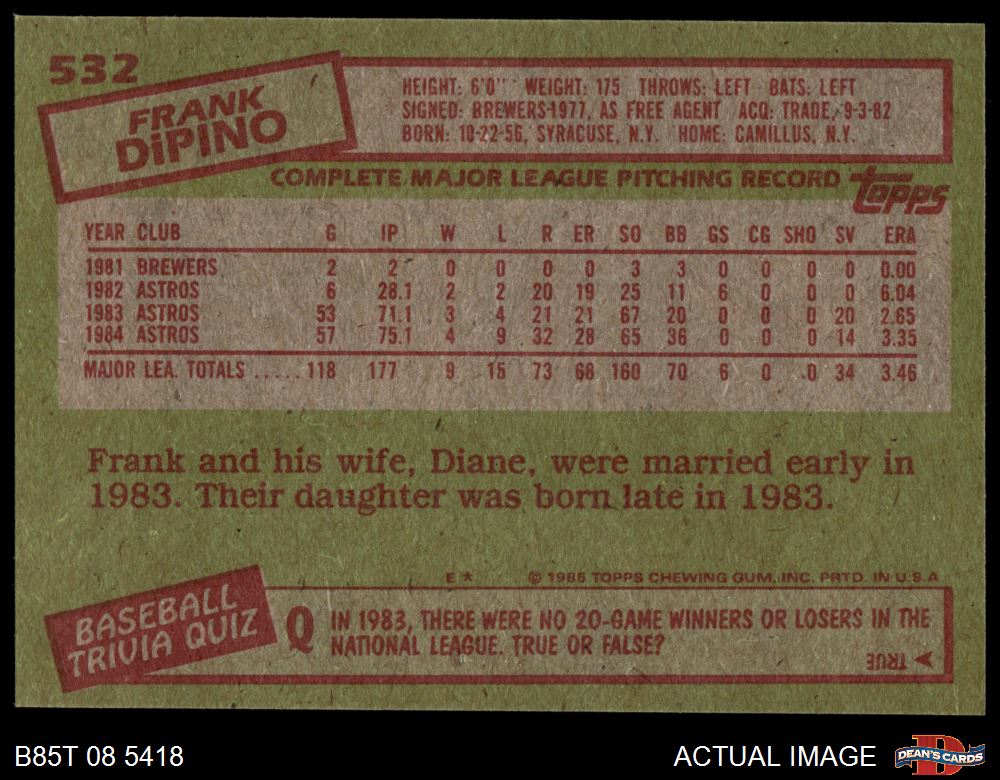 532
FRANK
DiPINO
HEIGHT: 6'0" WEIGHT: 175 THROWS: LEFT BATS: LEFT
SIGNED: BREWERS-1977, AS FREE AGENT ACQ: TRADE, 9-3-82
BORN: 10-22-56, SYRACUSE, N.Y. HOME: CAMILLUS, N.Y.
COMPLETE MAJOR LEAGUE PITCHING RECORD
topps
YEAR CLUB G IP W L R ER SO BB GS CG SHO SV ERA
1981 BREWERS 2 2 0 0 0 0 3 3 0 0 0 0 0.00
1982 ASTROS 6 28.1 2 2 20 19 25 11 6 0 0 0 6.04
1983 ASTROS 53 71.1 3 4 21 21 67 20 0 0 0 20 2.65
1984 ASTROS 57 75.1 4 9 32 28 65 36 0 0 0 14 3.35
MAJOR LEA. TOTALS ..... 118 177 9 15 73 68 160 70 6 0 0 34 3.46
Frank and his wife, Diane, were married early in
1983. Their daughter was born late in 1983.
E * © 1985 TOPPS CHEWING GUM, INC. PRTD. IN U.S.A
BASEBALL
TRIVIA QUIZ
Q IN 1983, THERE WERE NO 20-GAME WINNERS OR LOSERS IN THE
NATIONAL LEAGUE. TRUE OR FALSE?
TRUE
B85T 08 5418
ACTUAL IMAGE
DEAN'S CARDS